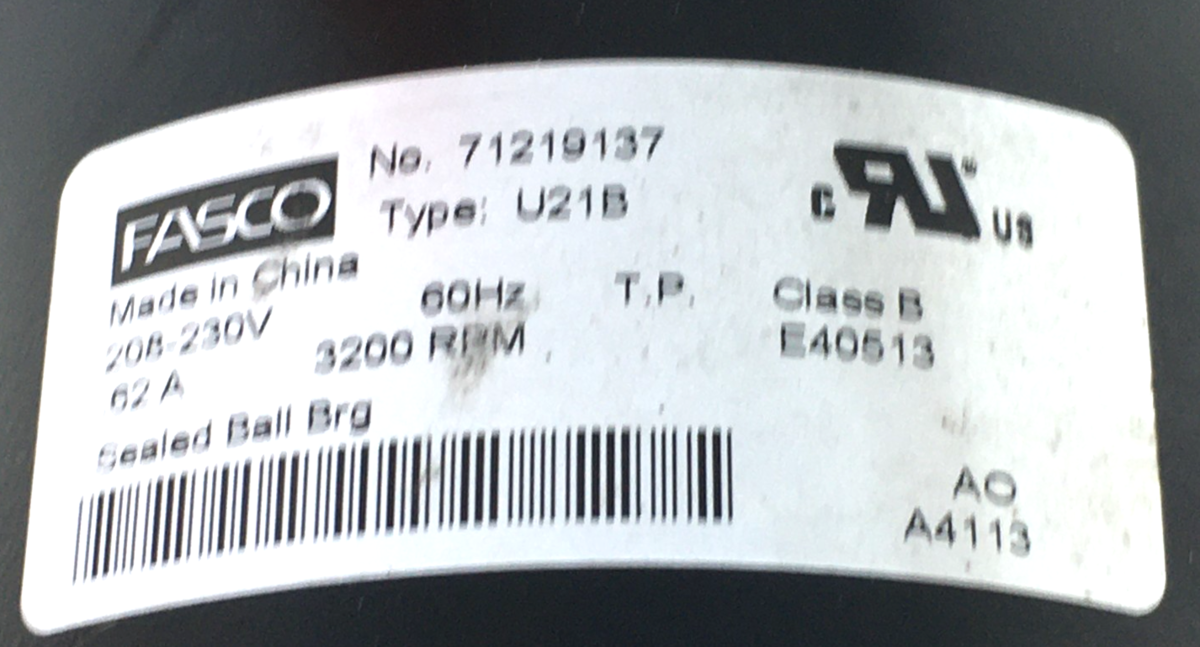 FASCO
No. 71219137
Type: U21B
C RU ® US
Made in China
208-230V 60Hz T.P. Class B
62 A 3200 RPM E40513
Sealed Ball Brg
AO
A4113